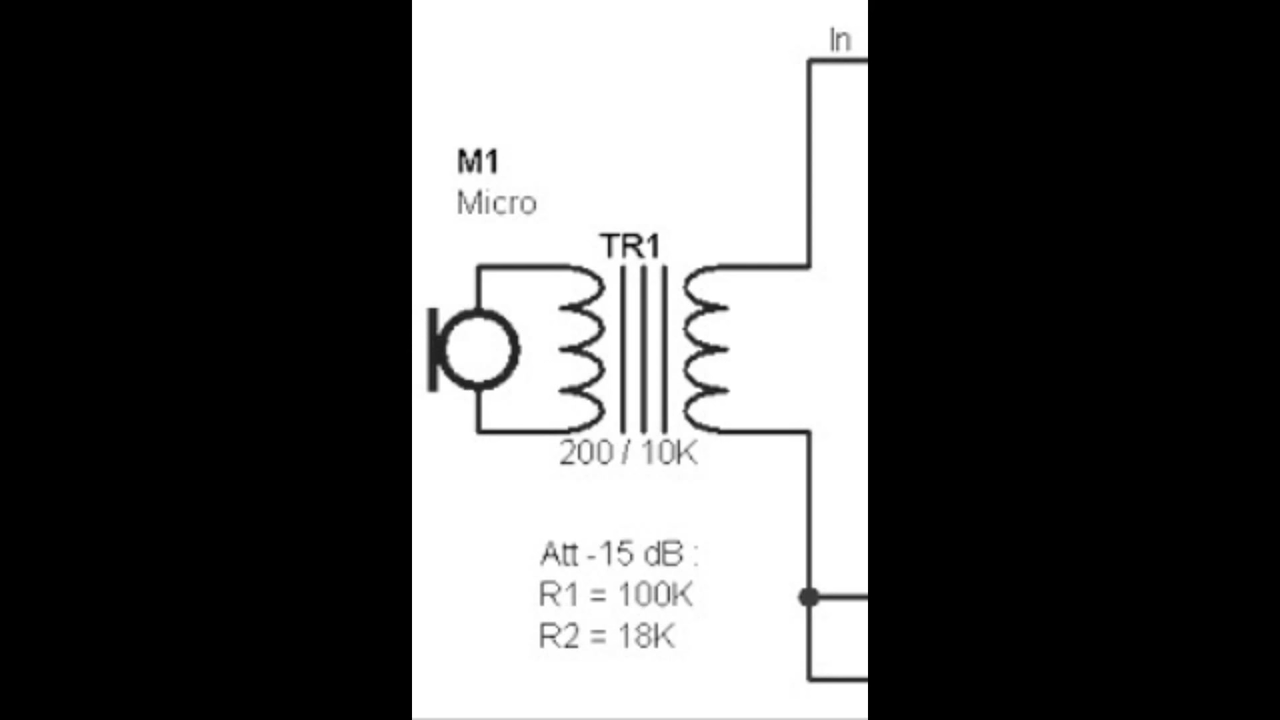 In
M1
Micro
TR1
200 / 10K
Att -15 dB :
R1 = 100K
R2 = 18K